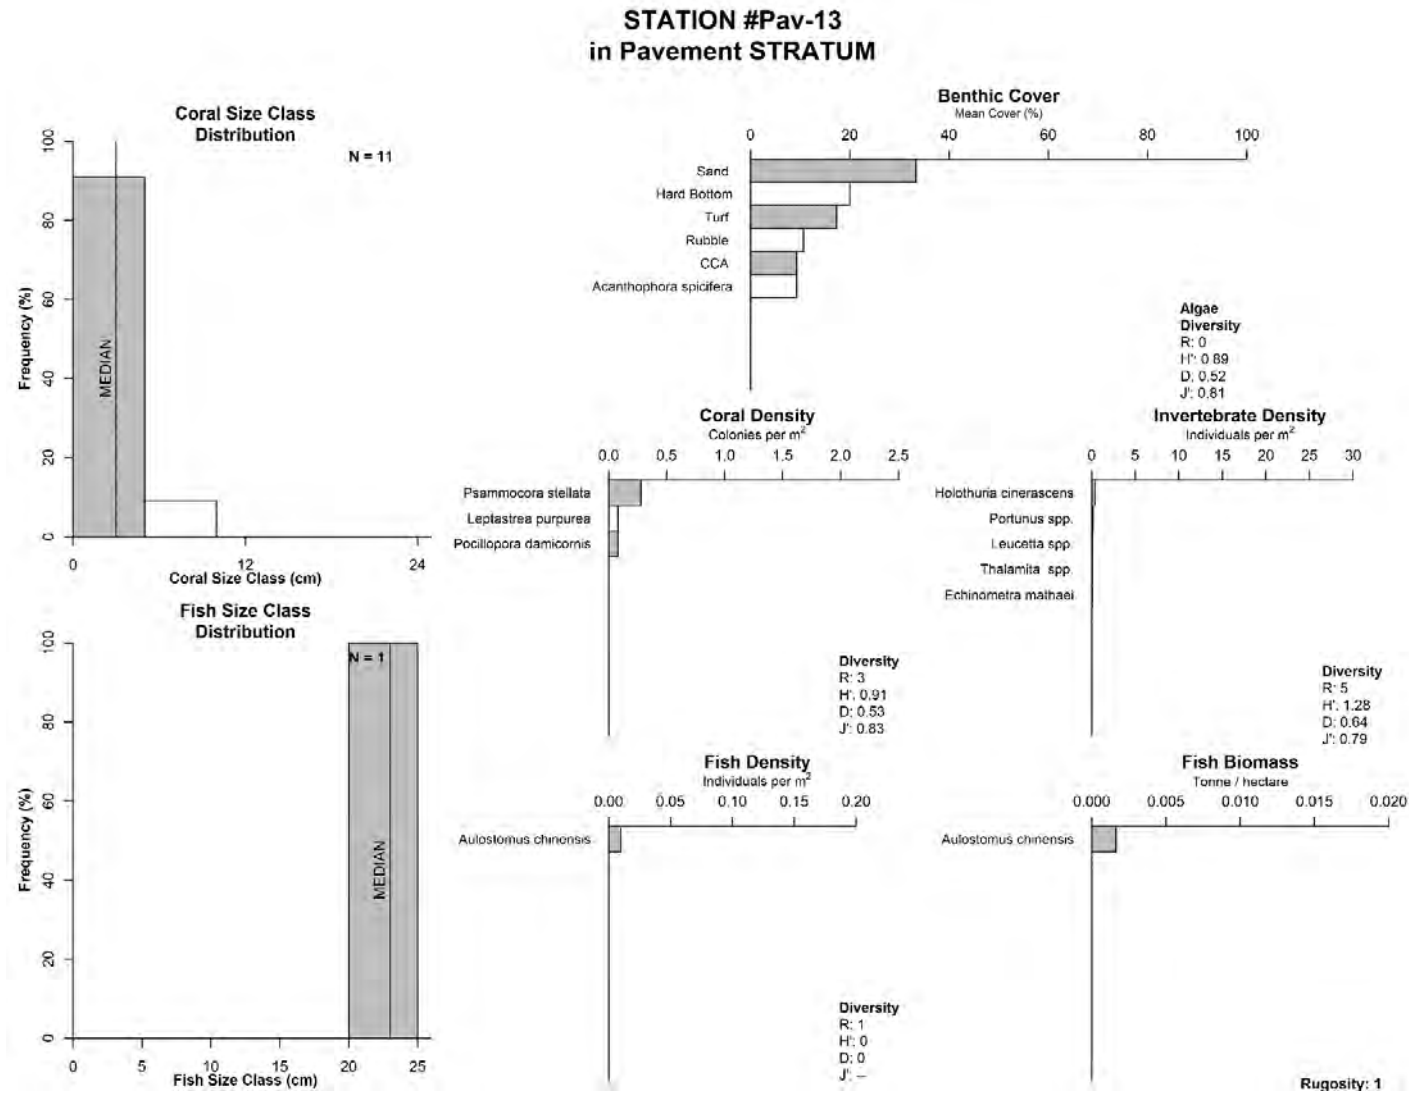 STATION #Pav-13
in Pavement STRATUM
Coral Size Class
Distribution
N = 11
Frequency (%)
0 20 40 60 80 100
MEDIAN
0 12 24
Coral Size Class (cm)
Benthic Cover
Mean Cover (%)
0 20 40 60 80 100
Sand
Hard Bottom
Turf
Rubble
CCA
Acanthophora spicifera
Algae
Diversity
R: 0
H': 0.89
D: 0.52
J': 0.81
Coral Density
Colonies per m²
0.0 0.5 1.0 1.5 2.0 2.5
Psammocora stellata
Leptastrea purpurea
Pocillopora damicornis
Diversity
R: 3
H': 0.91
D: 0.53
J': 0.83
Invertebrate Density
Individuals per m²
0 5 10 15 20 25 30
Holothuria cinerascens
Portunus spp.
Leucetta spp.
Thalamita spp.
Echinometra mathaei
Diversity
R: 5
H': 1.28
D: 0.64
J': 0.79
Fish Size Class
Distribution
N = 1
Frequency (%)
0 20 40 60 80 100
MEDIAN
0 5 10 15 20 25
Fish Size Class (cm)
Fish Density
Individuals per m²
0.00 0.05 0.10 0.15 0.20
Aulostomus chinensis
Diversity
R: 1
H': 0
D: 0
J': --
Fish Biomass
Tonne / hectare
0.000 0.005 0.010 0.015 0.020
Aulostomus chinensis
Rugosity: 1